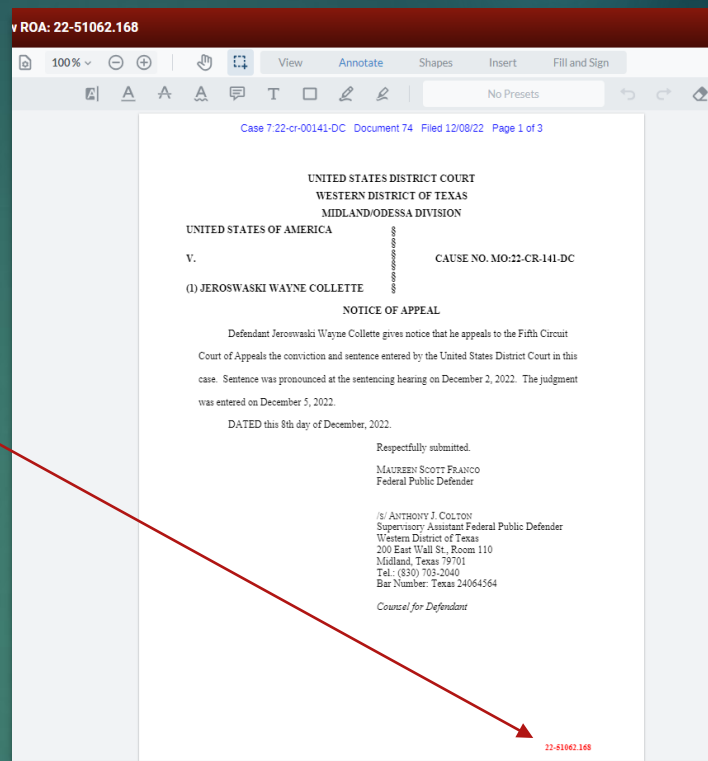 ROA: 22-51062.168
100%
View Annotate Shapes Insert Fill and Sign
A A A A T No Presets
Case 7:22-cr-00141-DC Document 74 Filed 12/08/22 Page 1 of 3
UNITED STATES DISTRICT COURT
WESTERN DISTRICT OF TEXAS
MIDLAND/ODESSA DIVISION
UNITED STATES OF AMERICA §
§
V. § CAUSE NO. MO:22-CR-141-DC
§
§
(1) JEROSWASKI WAYNE COLLETTE §
NOTICE OF APPEAL
Defendant Jeroswaski Wayne Collette gives notice that he appeals to the Fifth Circuit
Court of Appeals the conviction and sentence entered by the United States District Court in this
case. Sentence was pronounced at the sentencing hearing on December 2, 2022. The judgment
was entered on December 5, 2022.
DATED this 8th day of December, 2022.
Respectfully submitted.
MAUREEN SCOTT FRANCO
Federal Public Defender
/S/ ANTHONY J. COLTON
Supervisory Assistant Federal Public Defender
Western District of Texas
200 East Wall St., Room 110
Midland, Texas 79701
Tel.: (830) 703-2040
Bar Number: Texas 24064564
Counsel for Defendant
22-51062.168